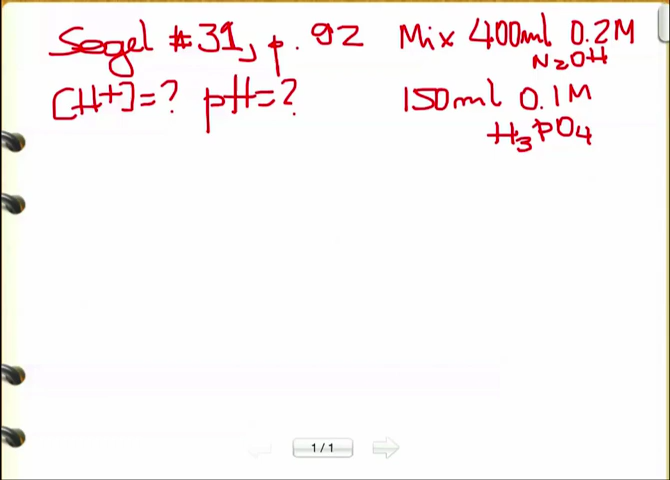 Segel #31, p. 92
[H+]=? pH=?
Mix 400ml 0.2M
NaOH
150ml 0.1M
H3PO4
1/1